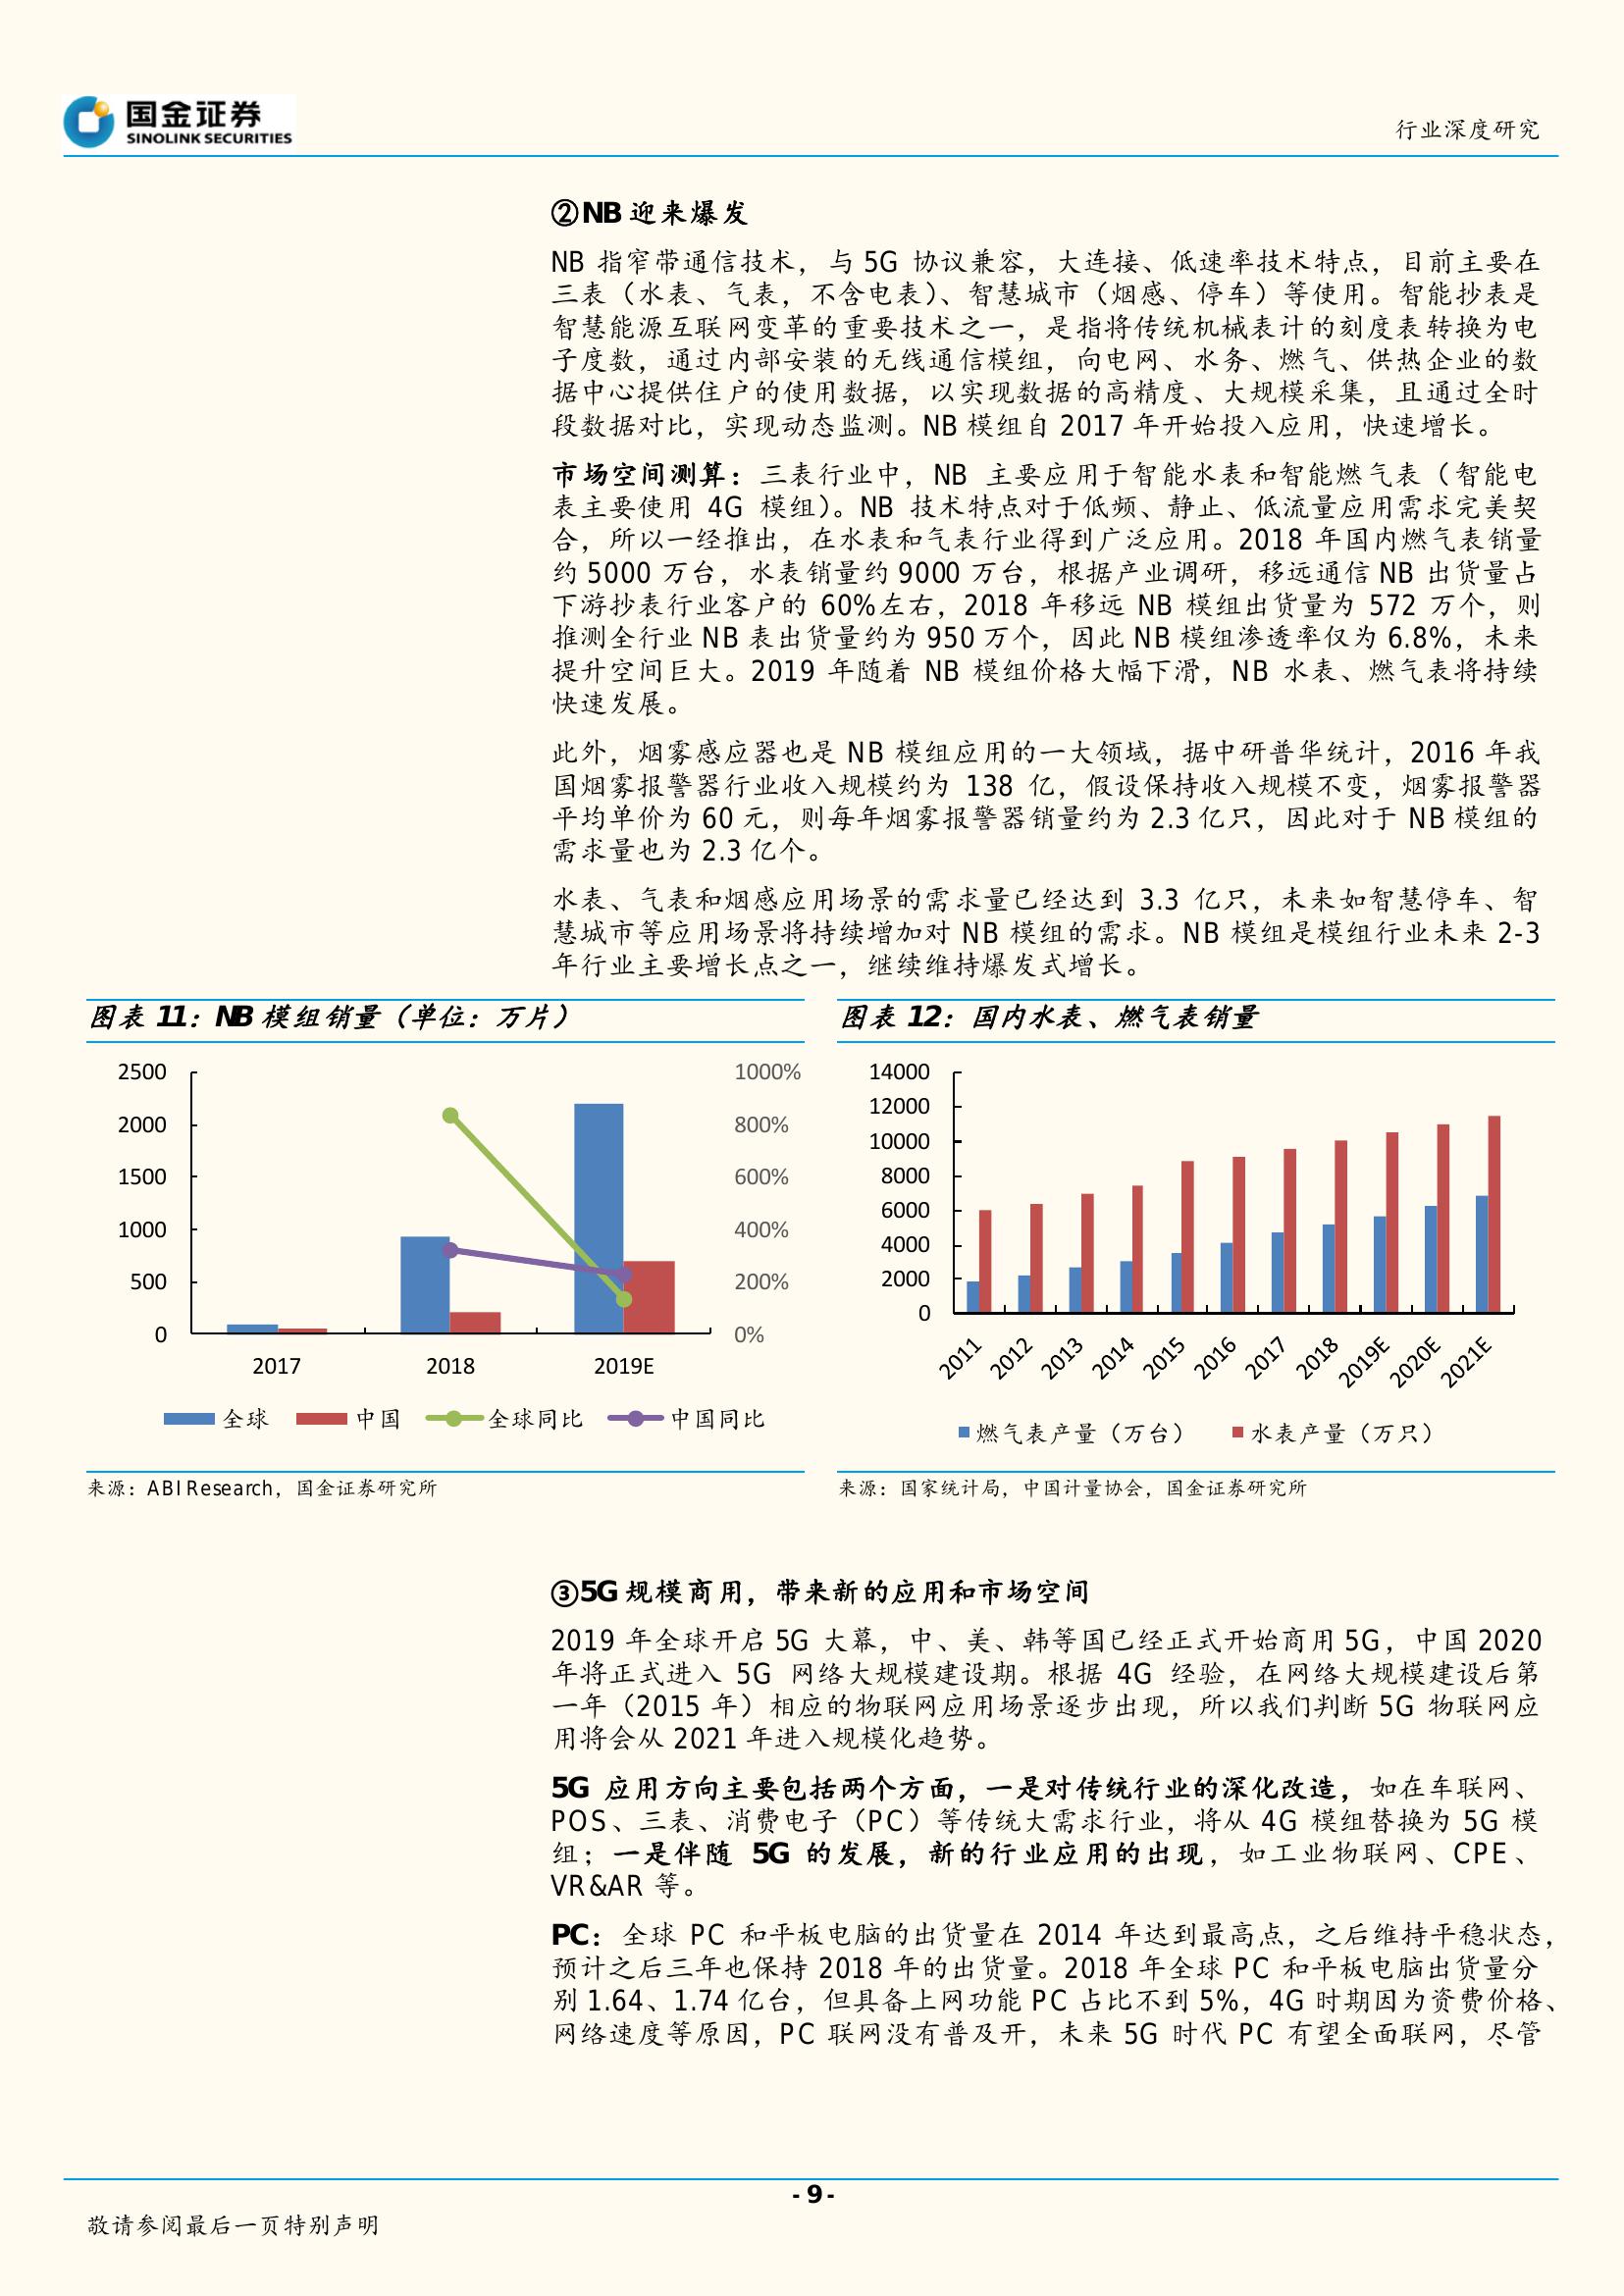 国金证券
SINOLINK SECURITIES
行业深度研究
②NB 迎来爆发
NB 指窄带通信技术，与 5G 协议兼容，大连接、低速率技术特点，目前主要在
三表（水表、气表，不含电表）、智慧城市（烟感、停车）等使用。智能抄表是
智慧能源互联网变革的重要技术之一，是指将传统机械表计的刻度表转换为电
子度数，通过内部安装的无线通信模组，向电网、水务、燃气、供热企业的数
据中心提供住户的使用数据，以实现数据的高精度、大规模采集，且通过全时
段数据对比，实现动态监测。NB 模组自 2017 年开始投入应用，快速增长。
市场空间测算：三表行业中，NB 主要应用于智能水表和智能燃气表（智能电
表主要使用 4G 模组）。NB 技术特点对于低频、静止、低流量应用需求完美契
合，所以一经推出，在水表和气表行业得到广泛应用。2018 年国内燃气表销量
约 5000 万台，水表销量约 9000 万台，根据产业调研，移远通信 NB 出货量占
下游抄表行业客户的 60%左右，2018 年移远 NB 模组出货量为 572 万个，则
推测全行业 NB 表出货量约为 950 万个，因此 NB 模组渗透率仅为 6.8%，未来
提升空间巨大。2019 年随着 NB 模组价格大幅下滑，NB 水表、燃气表将持续
快速发展。
此外，烟雾感应器也是 NB 模组应用的一大领域，据中研普华统计，2016 年我
国烟雾报警器行业收入规模约为 138 亿，假设保持收入规模不变，烟雾报警器
平均单价为 60 元，则每年烟雾报警器销量约为 2.3 亿只，因此对于 NB 模组的
需求量也为 2.3 亿个。
水表、气表和烟感应用场景的需求量已经达到 3.3 亿只，未来如智慧停车、智
慧城市等应用场景将持续增加对 NB 模组的需求。NB 模组是模组行业未来 2-3
年行业主要增长点之一，继续维持爆发式增长。
图表 11：NB 模组销量（单位：万片）
2500
2000
1500
1000
500
0
1000%
800%
600%
400%
200%
0%
2017
2018
2019E
全球
中国
全球同比
中国同比
来源：ABI Research，国金证券研究所
图表 12：国内水表、燃气表销量
14000
12000
10000
8000
6000
4000
2000
0
2011
2012
2013
2014
2015
2016
2017
2018
2019E
2020E
2021E
燃气表产量（万台）
水表产量（万只）
来源：国家统计局，中国计量协会，国金证券研究所
③5G 规模商用，带来新的应用和市场空间
2019 年全球开启 5G 大幕，中、美、韩等国已经正式开始商用 5G，中国 2020
年将正式进入 5G 网络大规模建设期。根据 4G 经验，在网络大规模建设后第
一年（2015 年）相应的物联网应用场景逐步出现，所以我们判断 5G 物联网应
用将会从 2021 年进入规模化趋势。
5G 应用方向主要包括两个方面，一是对传统行业的深化改造，如在车联网、
POS、三表、消费电子（PC）等传统大需求行业，将从 4G 模组替换为 5G 模
组；一是伴随 5G 的发展，新的行业应用的出现，如工业物联网、CPE、
VR&AR 等。
PC：全球 PC 和平板电脑的出货量在 2014 年达到最高点，之后维持平稳状态，
预计之后三年也保持 2018 年的出货量。2018 年全球 PC 和平板电脑出货量分
别 1.64、1.74 亿台，但具备上网功能 PC 占比不到 5%，4G 时期因为资费价格、
网络速度等原因，PC 联网没有普及开，未来 5G 时代 PC 有望全面联网，尽管
- 9 -
敬请参阅最后一页特别声明